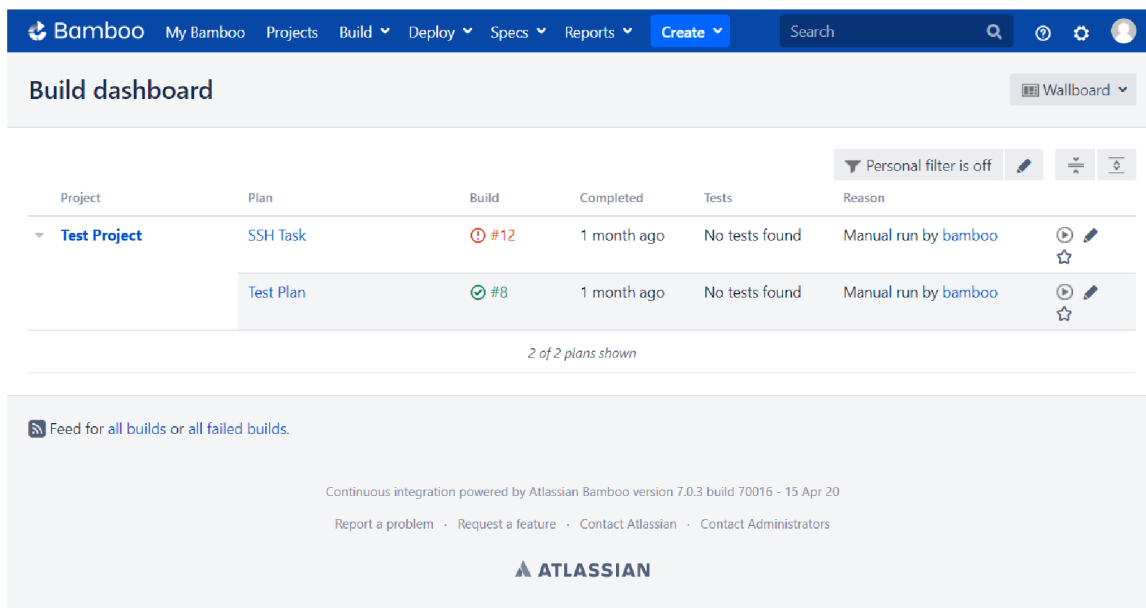 Bamboo My Bamboo Projects Build Deploy Specs Reports Create Search
Build dashboard
Wallboard
Personal filter is off
Project Plan Build Completed Tests Reason
Test Project SSH Task #12 1 month ago No tests found Manual run by bamboo
Test Plan #8 1 month ago No tests found Manual run by bamboo
2 of 2 plans shown
Feed for all builds or all failed builds.
Continuous integration powered by Atlassian Bamboo version 7.0.3 build 70016 - 15 Apr 20
Report a problem · Request a feature · Contact Atlassian · Contact Administrators
ATLASSIAN